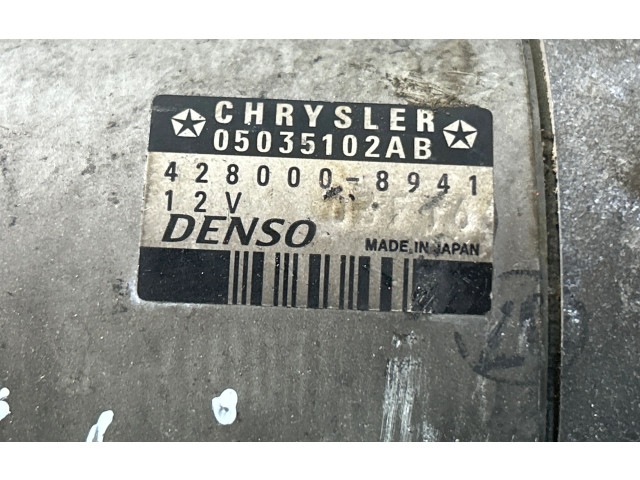 CHRYSLER
05035102AB
428000-8941
12V
DENSO
MADE IN JAPAN